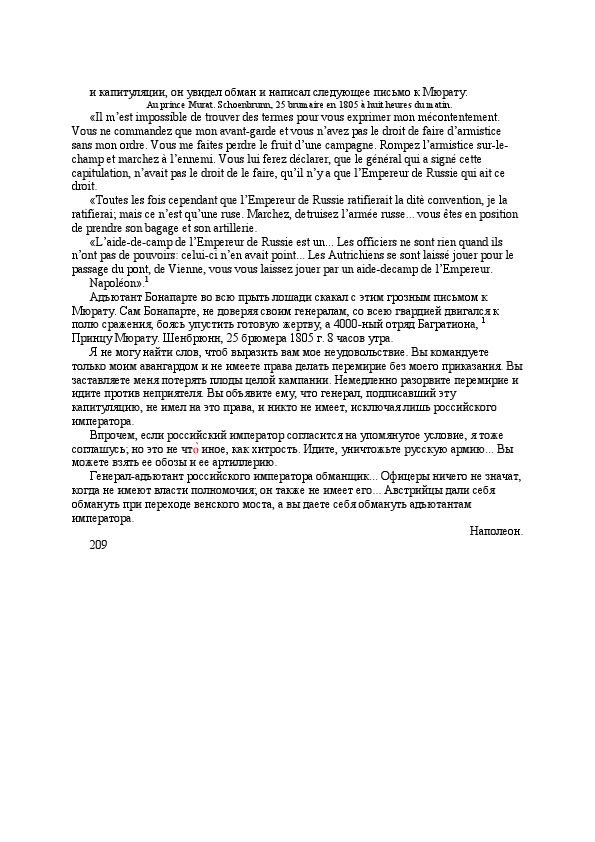 и капитуляции, он увидел обман и написал следующее письмо к Мюрату:
Au prince Murat. Schoenbrunn, 25 brumaire en 1805 à huit heures du matin.
«Il m’est impossible de trouver des termes pour vous exprimer mon mécontentement.
Vous ne commandez que mon avant-garde et vous n’avez pas le droit de faire d’armistice
sans mon ordre. Vous me faites perdre le fruit d’une campagne. Rompez l’armistice sur-le-
champ et marchez à l’ennemi. Vous lui ferez déclarer, que le général qui a signé cette
capitulation, n’avait pas le droit de le faire, qu’il n’y a que l’Empereur de Russie qui ait ce
droit.
«Toutes les fois cependant que l’Empereur de Russie ratifierait la ditè convention, je la
ratifierai; mais ce n’est qu’une ruse. Marchez, detruisez l’armée russe... vous êtes en position
de prendre son bagage et son artillerie.
«L’aide-de-camp de l’Empereur de Russie est un... Les officiers ne sont rien quand ils
n’ont pas de pouvoirs: celui-ci n’en avait point... Les Autrichiens se sont laissé jouer pour le
passage du pont, de Vienne, vous vous laissez jouer par un aide-decamp de l’Empereur.
Napoléon».1
Адъютант Бонапарте во всю прыть лошади скакал с этим грозным письмом к
Мюрату. Сам Бонапарте, не доверяя своим генералам, со всею гвардией двигался к
полю сражения, боясь упустить готовую жертву, а 4000-ный отряд Багратиона, 1
Принцу Мюрату. Шенбрюнн, 25 брюмера 1805 г. 8 часов утра.
Я не могу найти слов, чтоб выразить вам мое неудовольствие. Вы командуете
только моим авангардом и не имеете права делать перемирие без моего приказания. Вы
заставляете меня потерять плоды целой кампании. Немедленно разорвите перемирие и
идите против неприятеля. Вы объявите ему, что генерал, подписавший эту
капитуляцию, не имел на это права, и никто не имеет, исключая лишь российского
императора.
Впрочем, если российский император согласится на упомянутое условие, я тоже
соглашусь; но это не что̀ иное, как хитрость. Идите, уничтожьте русскую армию... Вы
можете взять ее обозы и ее артиллерию.
Генерал-адъютант российского императора обманщик... Офицеры ничего не значат,
когда не имеют власти полномочия; он также не имеет его... Австрийцы дали себя
обмануть при переходе венского моста, а вы даете себя обмануть адъютантам
императора.
Наполеон.
209